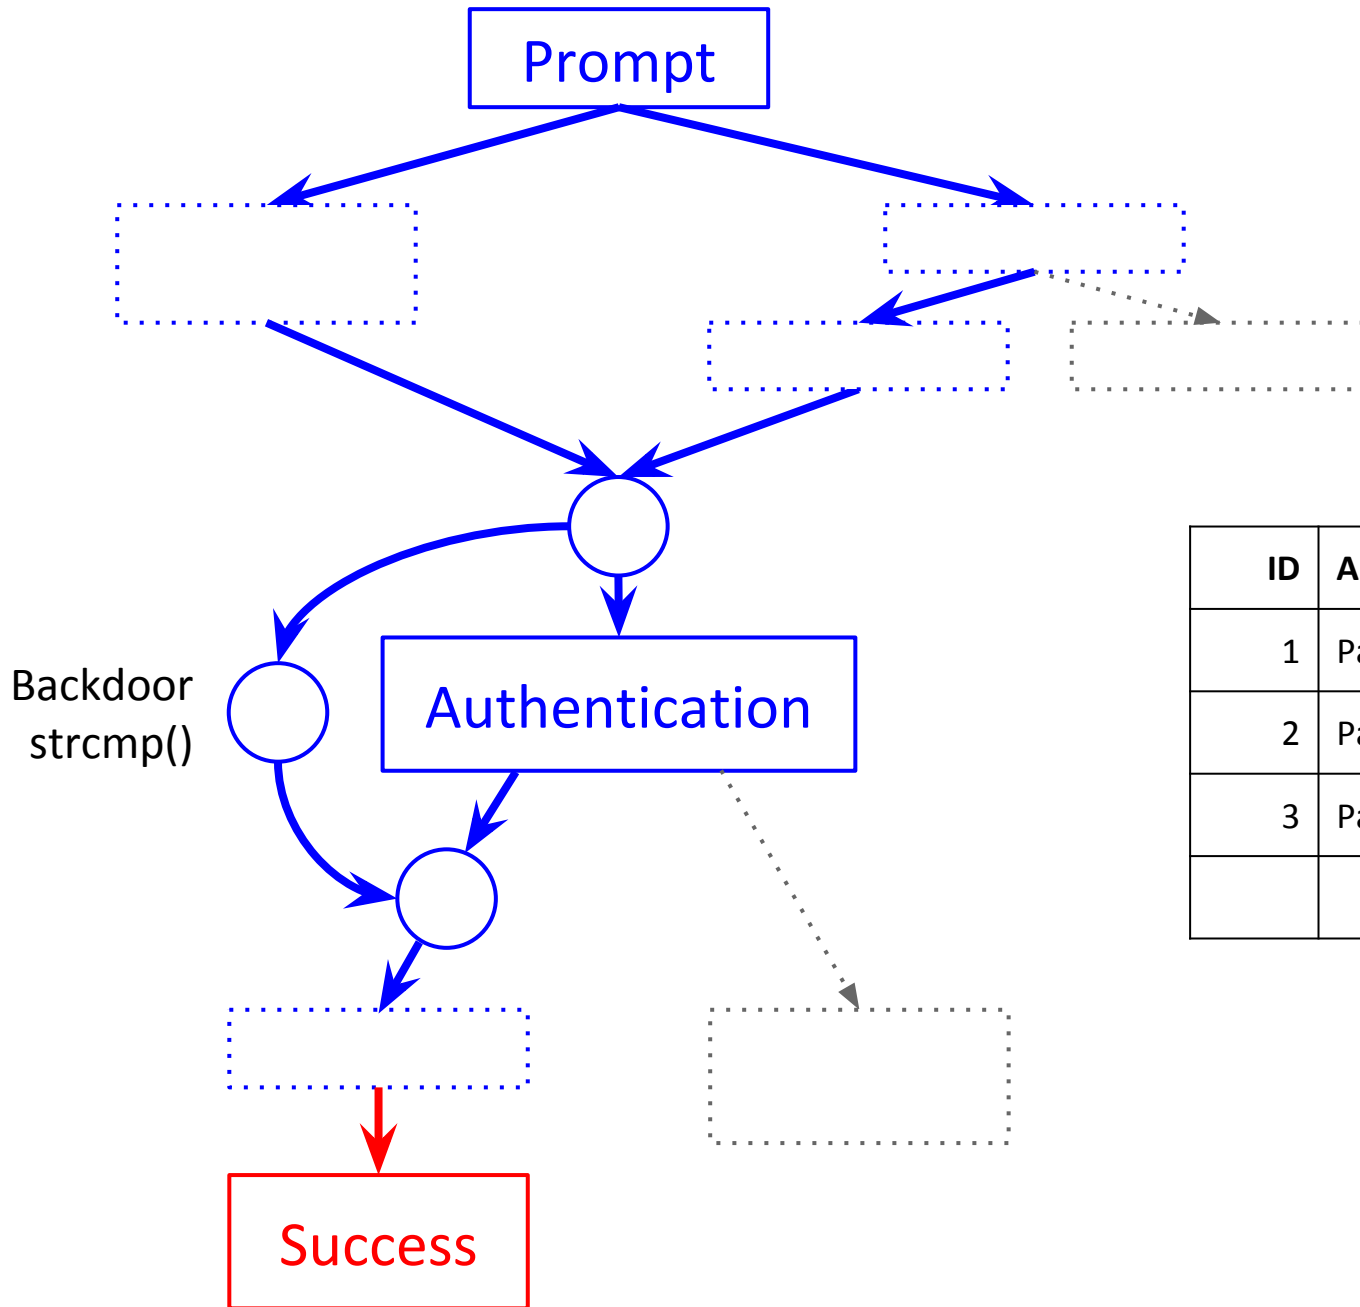 Prompt
Backdoor
strcmp()
Authentication
ID
1
2
3
Success